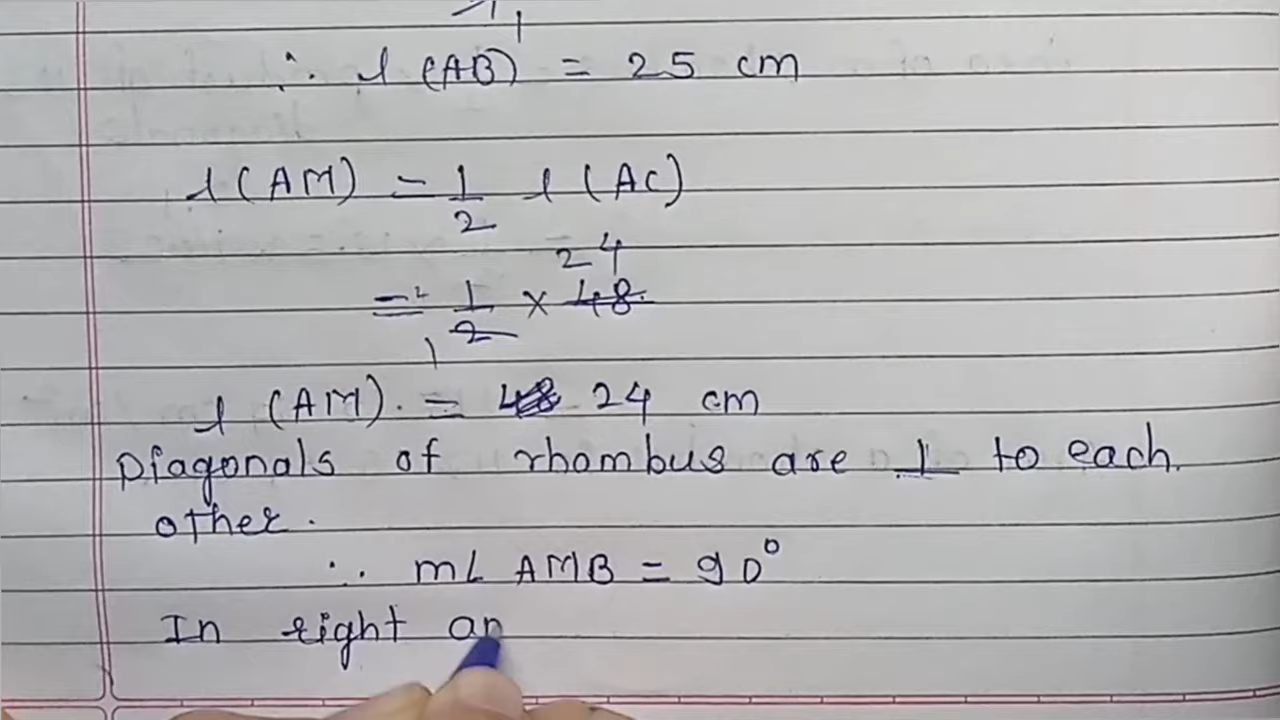 ∴ l (AB) = 25 cm
l (AM) = 1/2 l (AC)
24
= 1/2 × 48
1
l (AM). = 24 cm
Diagonals of rhombus are ⊥ to each.
other.
∴ m∠ AMB = 90°
In right an